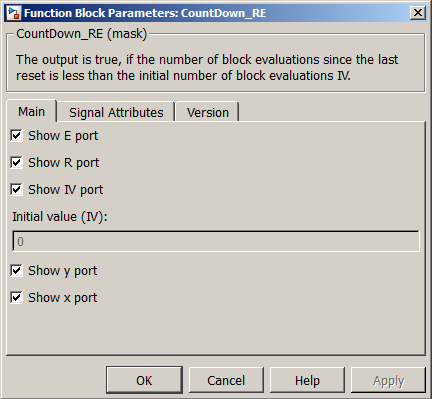 Function Block Parameters: CountDown_RE
CountDown_RE (mask)
The output is true, if the number of block evaluations since the last
reset is less than the initial number of block evaluations IV.
Main Signal Attributes Version
Show E port
Show R port
Show IV port
Initial value (IV):
0
Show y port
Show x port
OK Cancel Help Apply